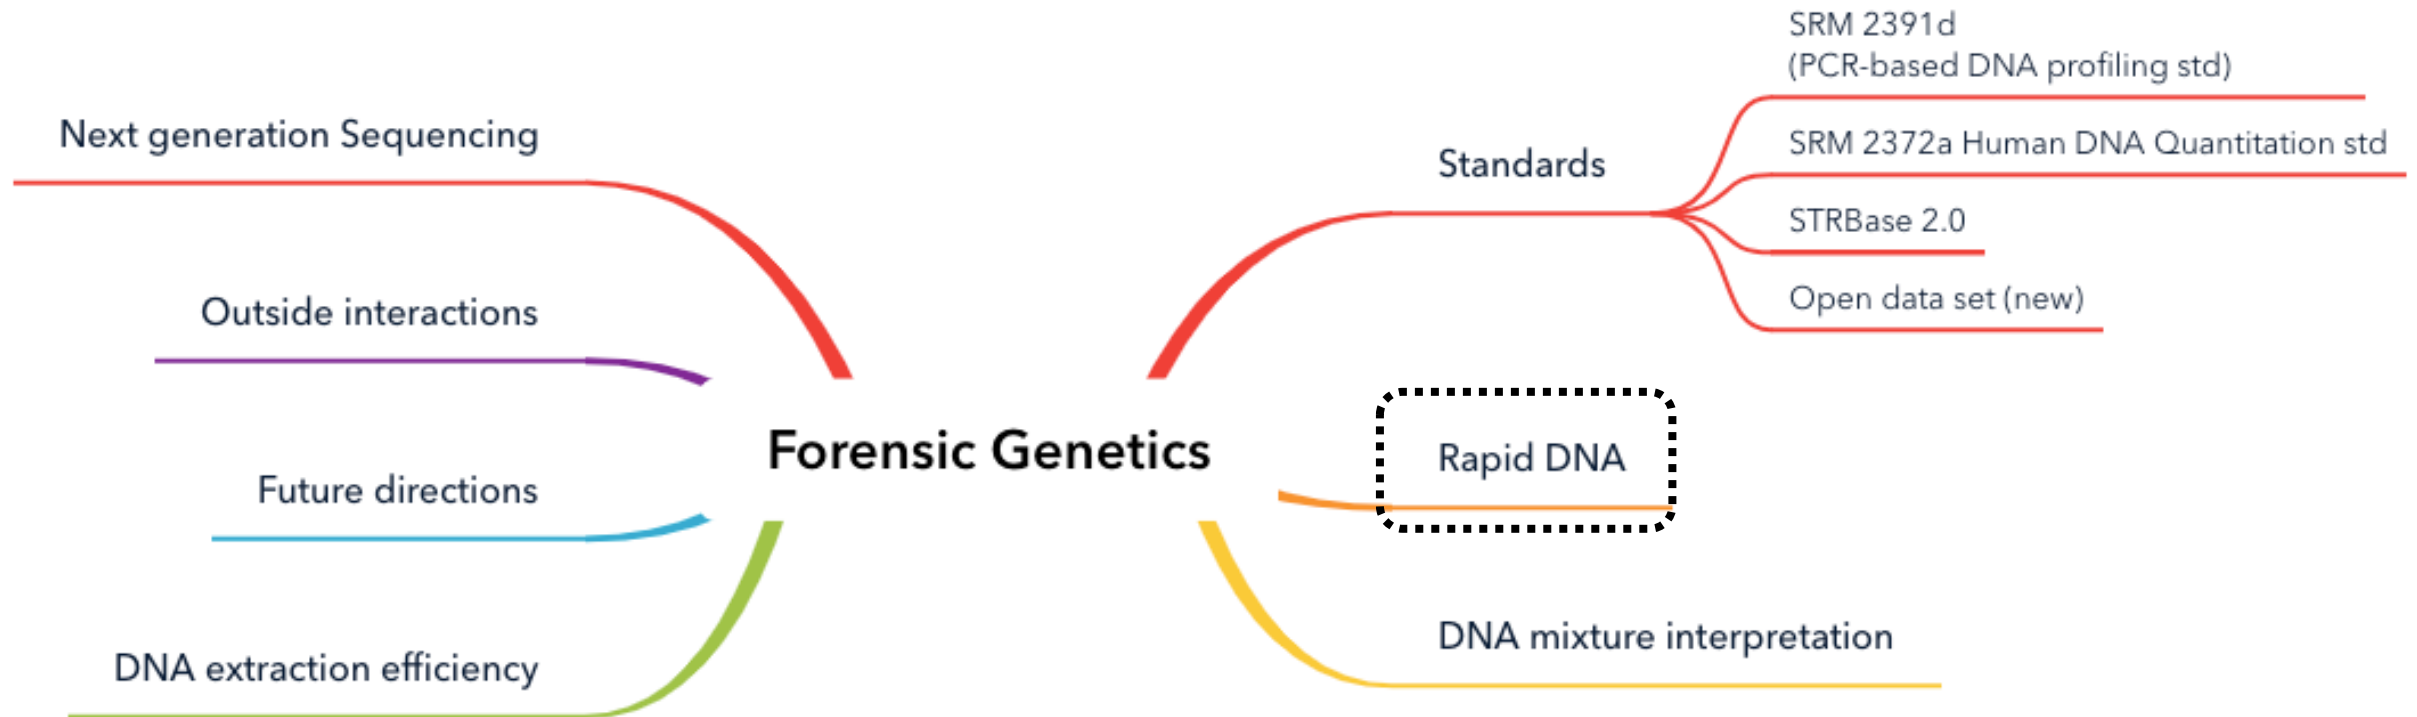 Forensic Genetics
Next generation Sequencing
Outside interactions
Future directions
DNA extraction efficiency
Standards
SRM 2391d
(PCR-based DNA profiling std)
SRM 2372a Human DNA Quantitation std
STRBase 2.0
Open data set (new)
Rapid DNA
DNA mixture interpretation